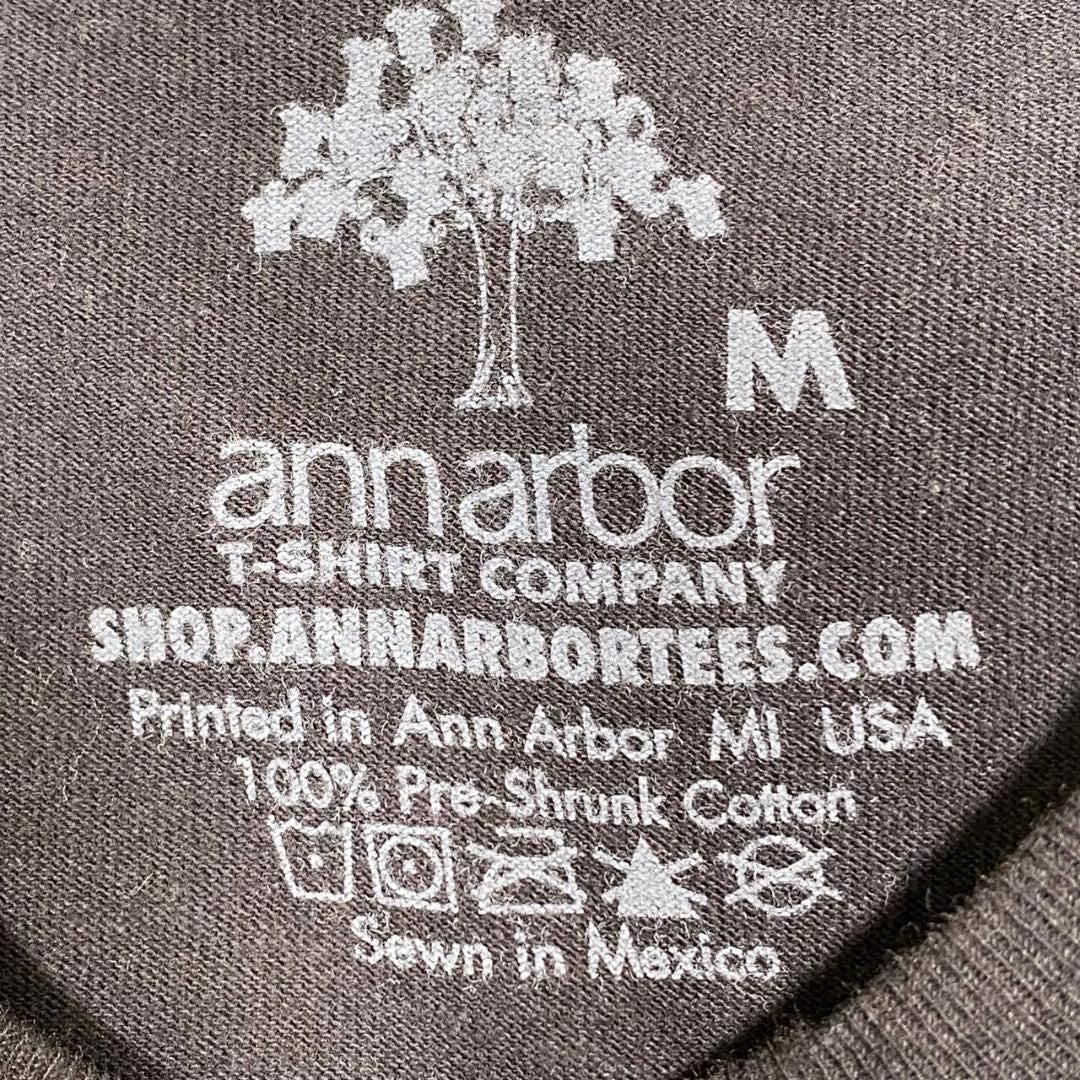 M
ann arbor
T-SHIRT COMPANY
SHOP.ANNARBORTEES.COM
Printed in Ann Arbor MI USA
100% Pre-Shrunk Cotton
Sewn in Mexico